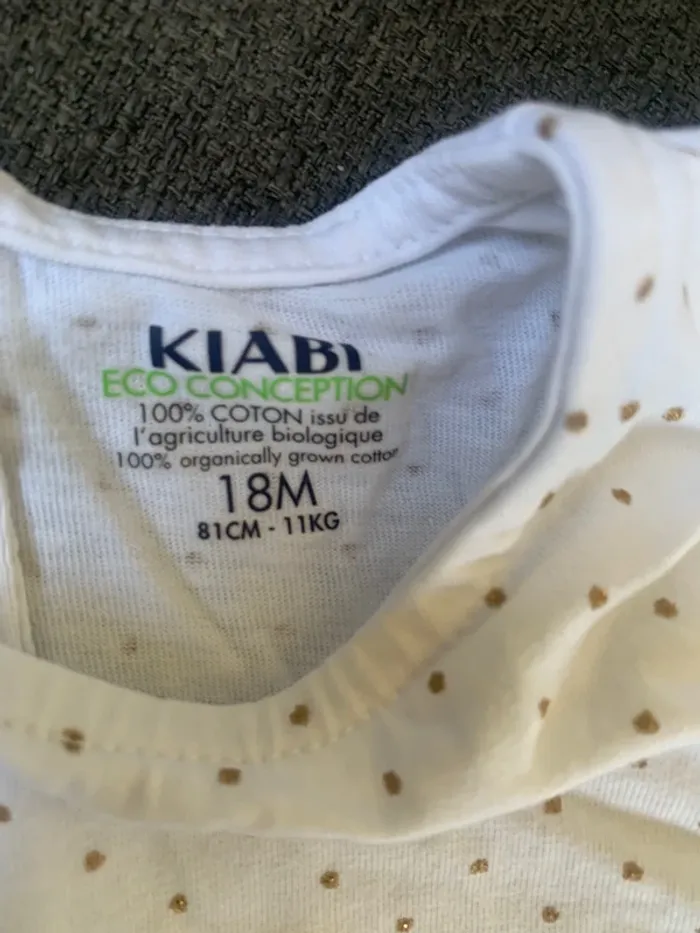 KIABI
ECO CONCEPTION
100% COTON issu de
l'agriculture biologique
100% organically grown cotton
18M
81CM - 11KG